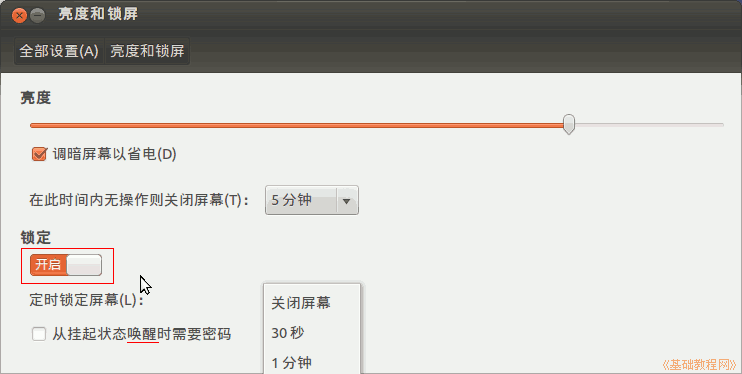 亮度和锁屏
全部设置(A) 亮度和锁屏
亮度
调暗屏幕以省电(D)
在此时间内无操作则关闭屏幕(T)： 5 分钟
锁定
开启
定时锁定屏幕(L)：
关闭屏幕
从挂起状态唤醒时需要密码
30 秒
1 分钟
《基础教程网》